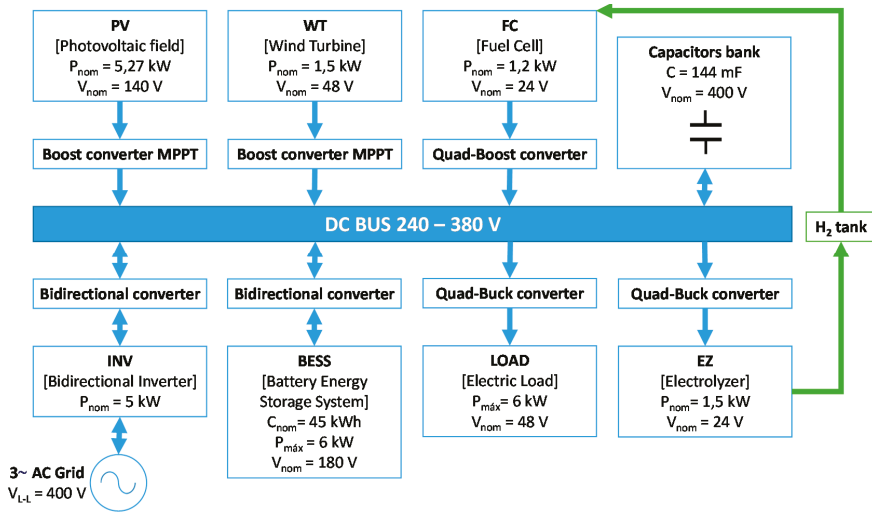 PV
[Photovoltaic field]
Pnom = 5,27 kW
Vnom = 140 V
WT
[Wind Turbine]
Pnom = 1,5 kW
Vnom = 48 V
FC
[Fuel Cell]
Pnom = 1,2 kW
Vnom = 24 V
Capacitors bank
C = 144 mF
Vnom = 400 V
Boost converter MPPT
Boost converter MPPT
Quad-Boost converter
DC BUS 240 – 380 V
H2 tank
Bidirectional converter
Bidirectional converter
Quad-Buck converter
Quad-Buck converter
INV
[Bidirectional Inverter]
Pnom = 5 kW
BESS
[Battery Energy
Storage System]
Cnom = 45 kWh
Pmáx = 6 kW
Vnom = 180 V
LOAD
[Electric Load]
Pmáx = 6 kW
Vnom = 48 V
EZ
[Electrolyzer]
Pnom = 1,5 kW
Vnom = 24 V
3~ AC Grid
VL-L = 400 V